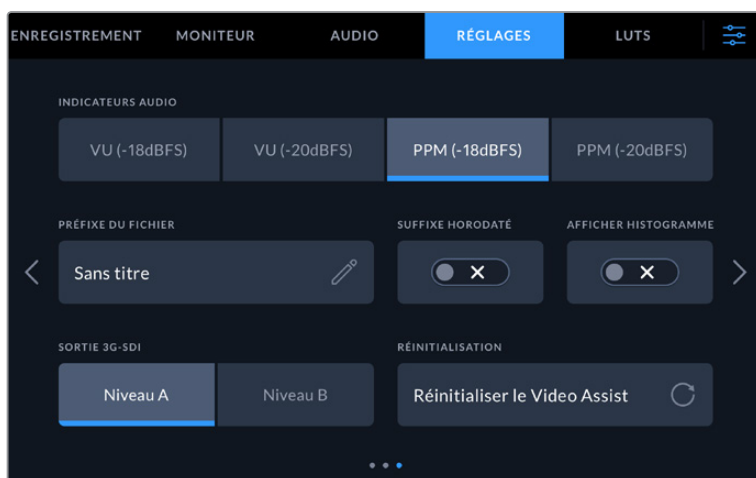 ENREGISTREMENT MONITEUR AUDIO RÉGLAGES LUTS
INDICATEURS AUDIO
VU (-18dBFS) VU (-20dBFS) PPM (-18dBFS) PPM (-20dBFS)
PRÉFIXE DU FICHIER SUFFIXE HORODATÉ AFFICHER HISTOGRAMME
Sans titre
SORTIE 3G-SDI RÉINITIALISATION
Niveau A Niveau B Réinitialiser le Video Assist